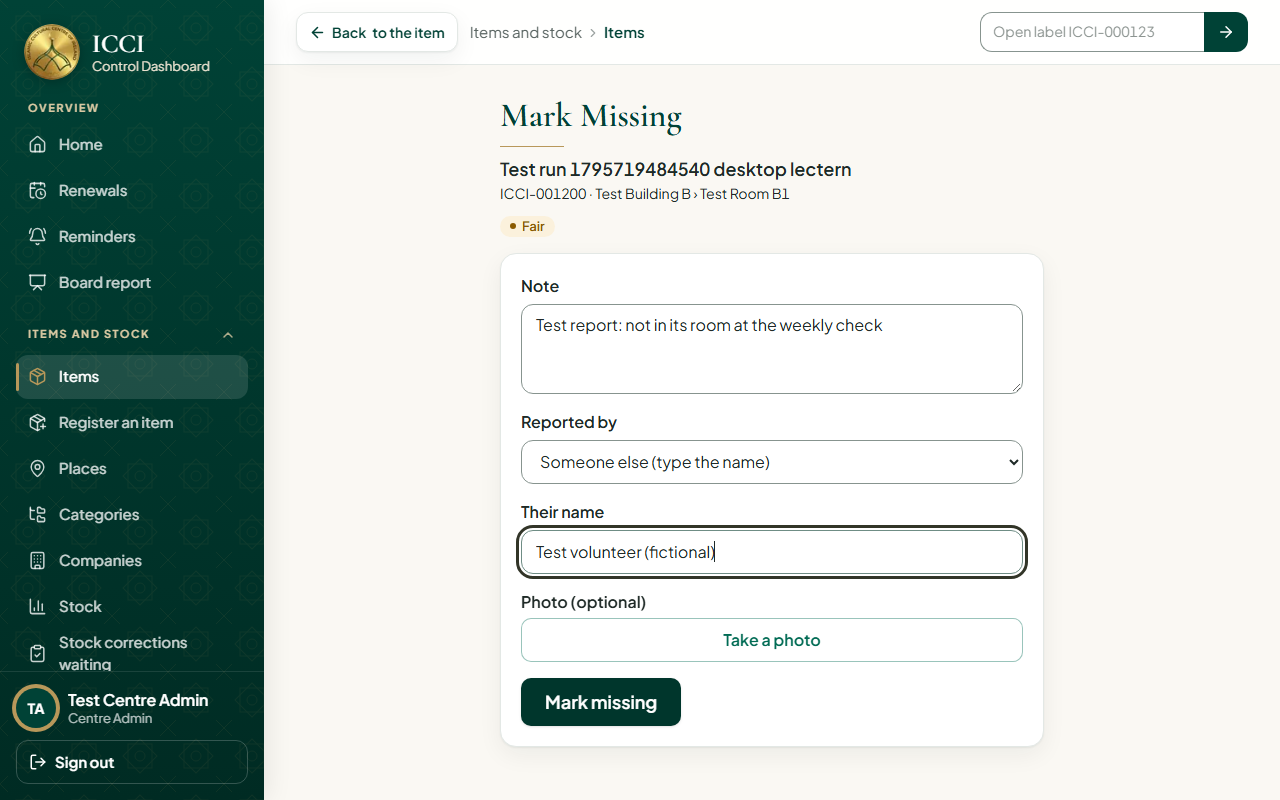 ICCI
Control Dashboard
OVERVIEW
Home
Renewals
Reminders
Board report
ITEMS AND STOCK
Items
Register an item
Places
Categories
Companies
Stock
Stock corrections
waiting
TA
Test Centre Admin
Centre Admin
Sign out
Back to the item
Items and stock › Items
Open label ICCI-000123
Mark Missing
Test run 1795719484540 desktop lectern
ICCI-001200 · Test Building B › Test Room B1
Fair
Note
Test report: not in its room at the weekly check
Reported by
Someone else (type the name)
Their name
Test volunteer (fictional)
Photo (optional)
Take a photo
Mark missing